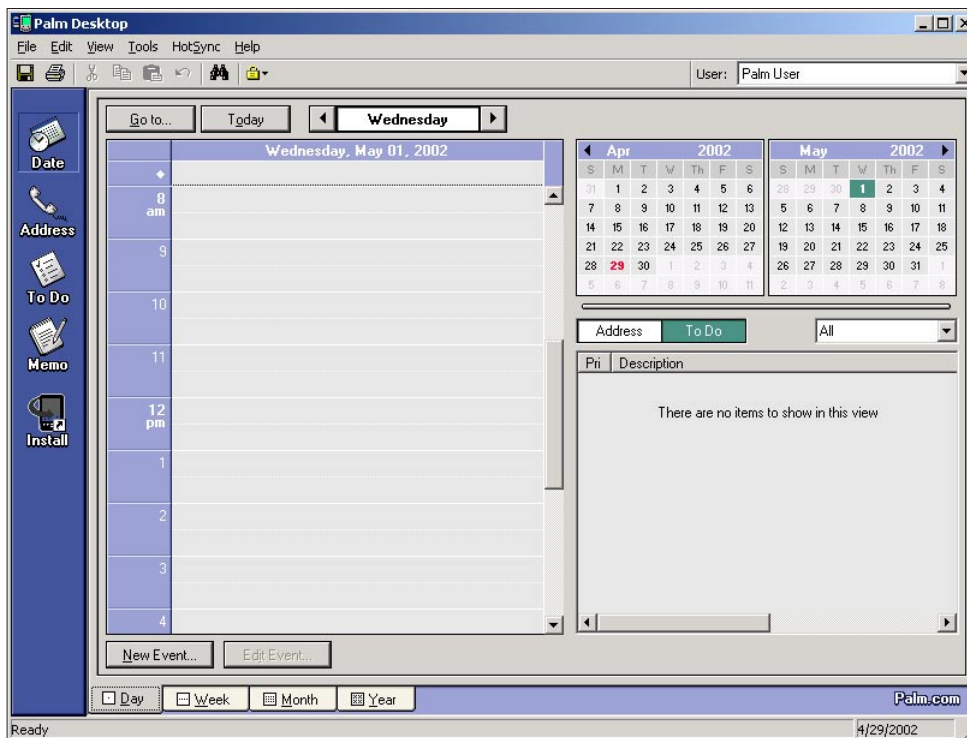 Palm Desktop
File Edit View Tools HotSync Help
User: Palm User
Go to... Today Wednesday
Date
Address
To Do
Memo
Install
Wednesday, May 01, 2002
8 am
9
10
11
12 pm
1
2
3
4
Apr 2002
S M T W Th F S
31 1 2 3 4 5 6
7 8 9 10 11 12 13
14 15 16 17 18 19 20
21 22 23 24 25 26 27
28 29 30 1 2 3 4
5 6 7 8 9 10 11
May 2002
S M T W Th F S
28 29 30 1 2 3 4
5 6 7 8 9 10 11
12 13 14 15 16 17 18
19 20 21 22 23 24 25
26 27 28 29 30 31 1
2 3 4 5 6 7 8
Address To Do All
Pri Description
There are no items to show in this view
New Event... Edit Event...
Day Week Month Year Palm.com
Ready 4/29/2002